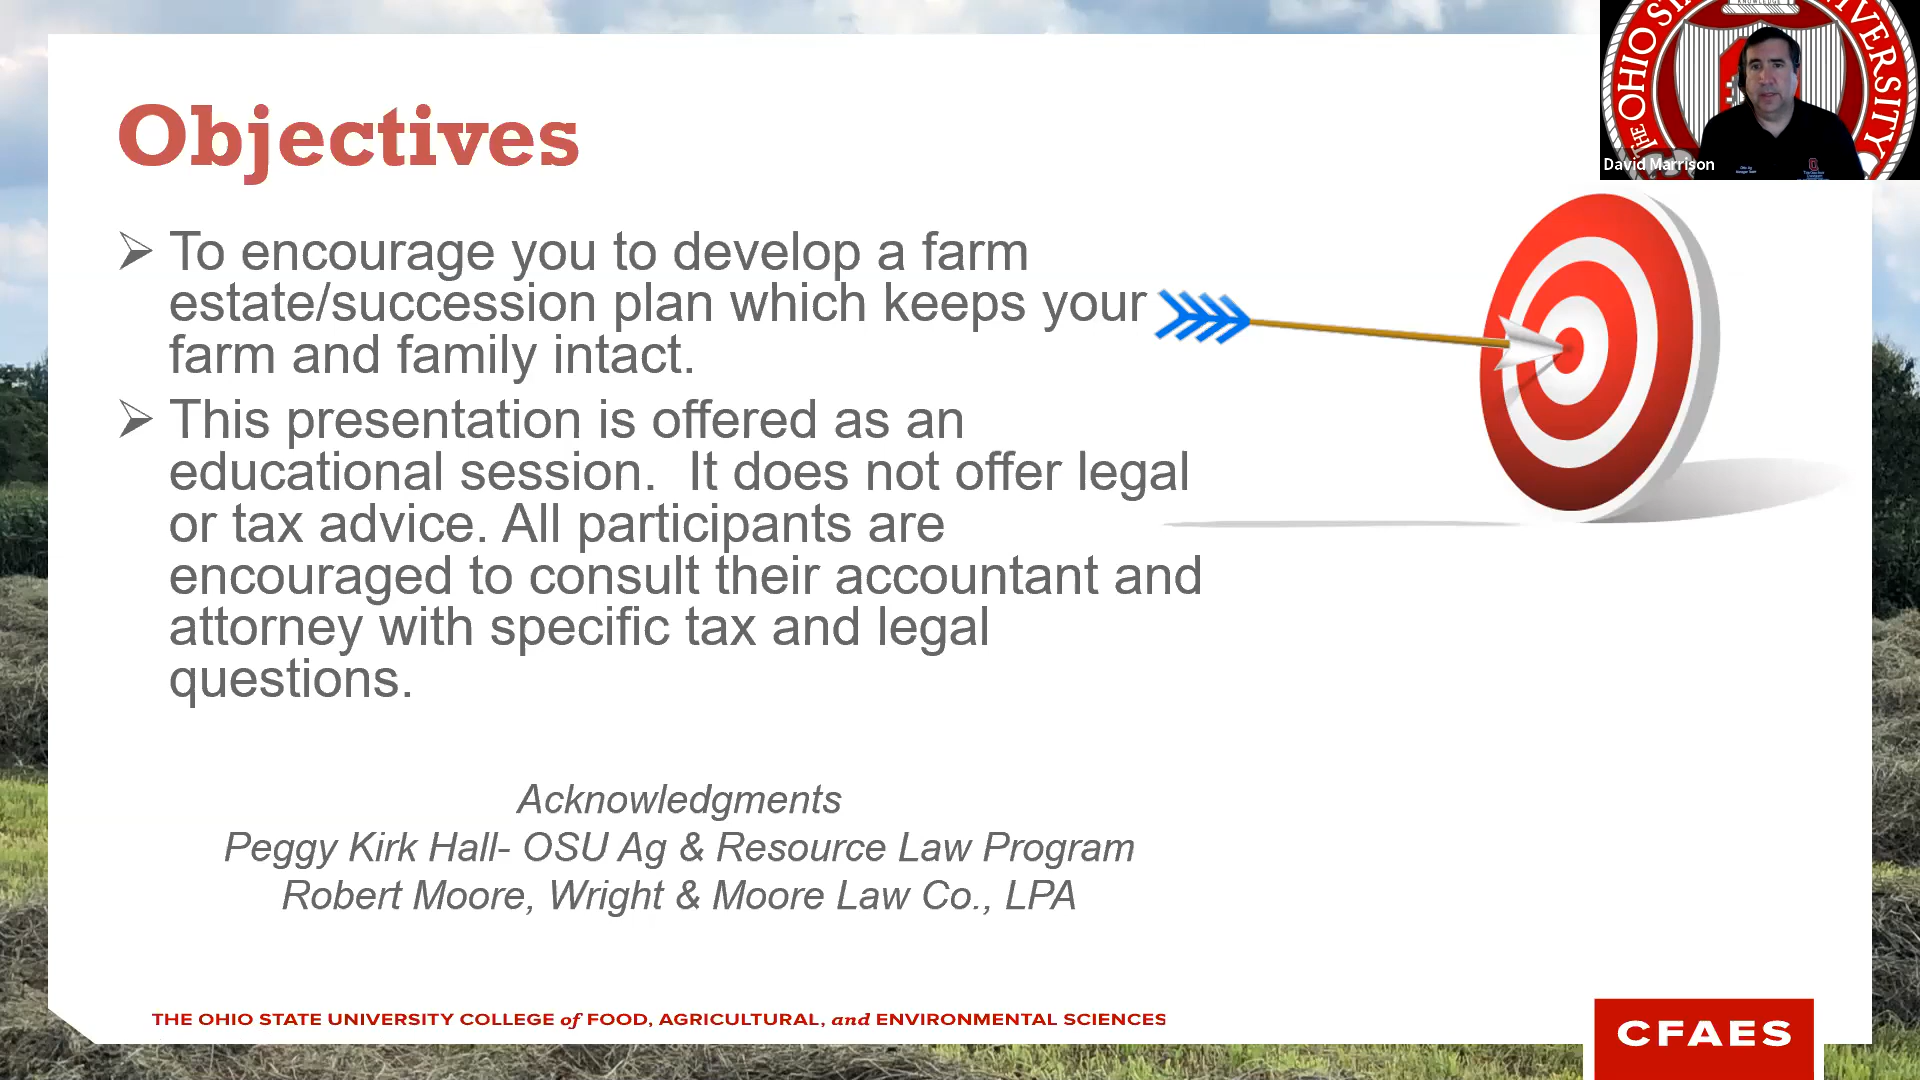 Objectives
To encourage you to develop a farm
estate/succession plan which keeps your
farm and family intact.
This presentation is offered as an
educational session.  It does not offer legal
or tax advice. All participants are
encouraged to consult their accountant and
attorney with specific tax and legal
questions.
Acknowledgments
Peggy Kirk Hall- OSU Ag & Resource Law Program
Robert Moore, Wright & Moore Law Co., LPA
THE OHIO STATE UNIVERSITY COLLEGE of FOOD, AGRICULTURAL, and ENVIRONMENTAL SCIENCES
CFAES
David Marrison